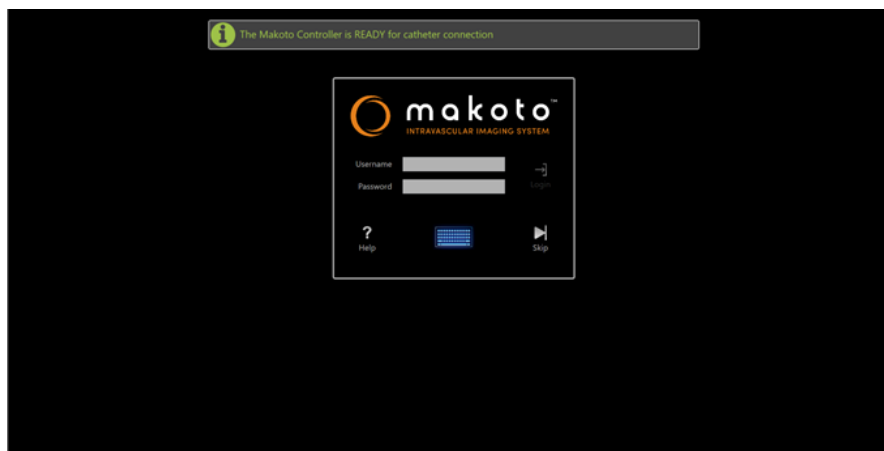 The Makoto Controller is READY for catheter connection
makoto™
INTRAVASCULAR IMAGING SYSTEM
Username
Password
Login
? 
Help
Skip